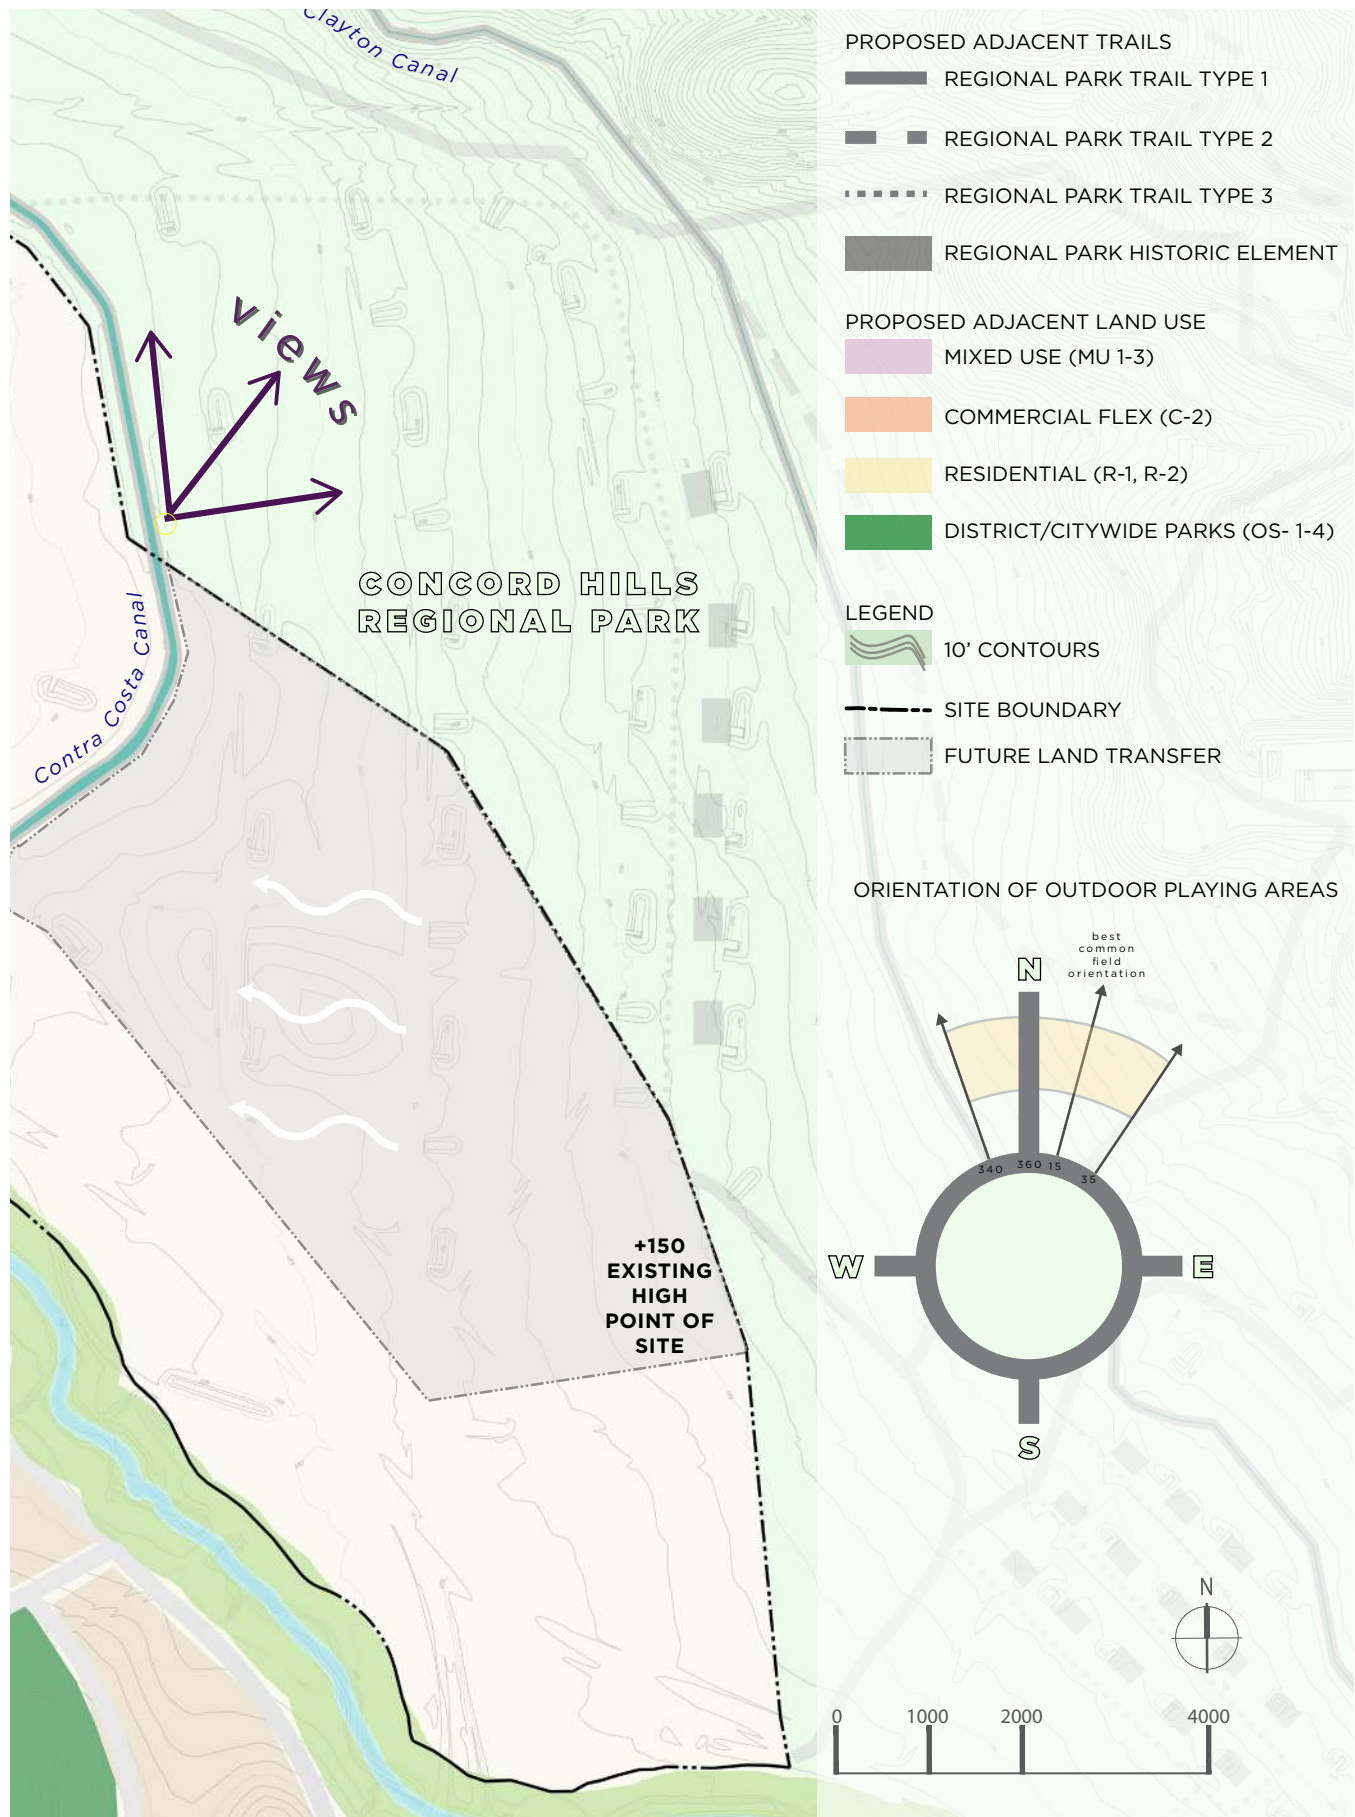 Clayton Canal
views
CONCORD HILLS
REGIONAL PARK
Contra Costa Canal
+150
EXISTING
HIGH
POINT OF
SITE
PROPOSED ADJACENT TRAILS
REGIONAL PARK TRAIL TYPE 1
REGIONAL PARK TRAIL TYPE 2
REGIONAL PARK TRAIL TYPE 3
REGIONAL PARK HISTORIC ELEMENT
PROPOSED ADJACENT LAND USE
MIXED USE (MU 1-3)
COMMERCIAL FLEX (C-2)
RESIDENTIAL (R-1, R-2)
DISTRICT/CITYWIDE PARKS (OS- 1-4)
LEGEND
10’ CONTOURS
SITE BOUNDARY
FUTURE LAND TRANSFER
ORIENTATION OF OUTDOOR PLAYING AREAS
best
common
field
orientation
N
340 360 15
35
W
E
S
N
0 1000 2000 4000